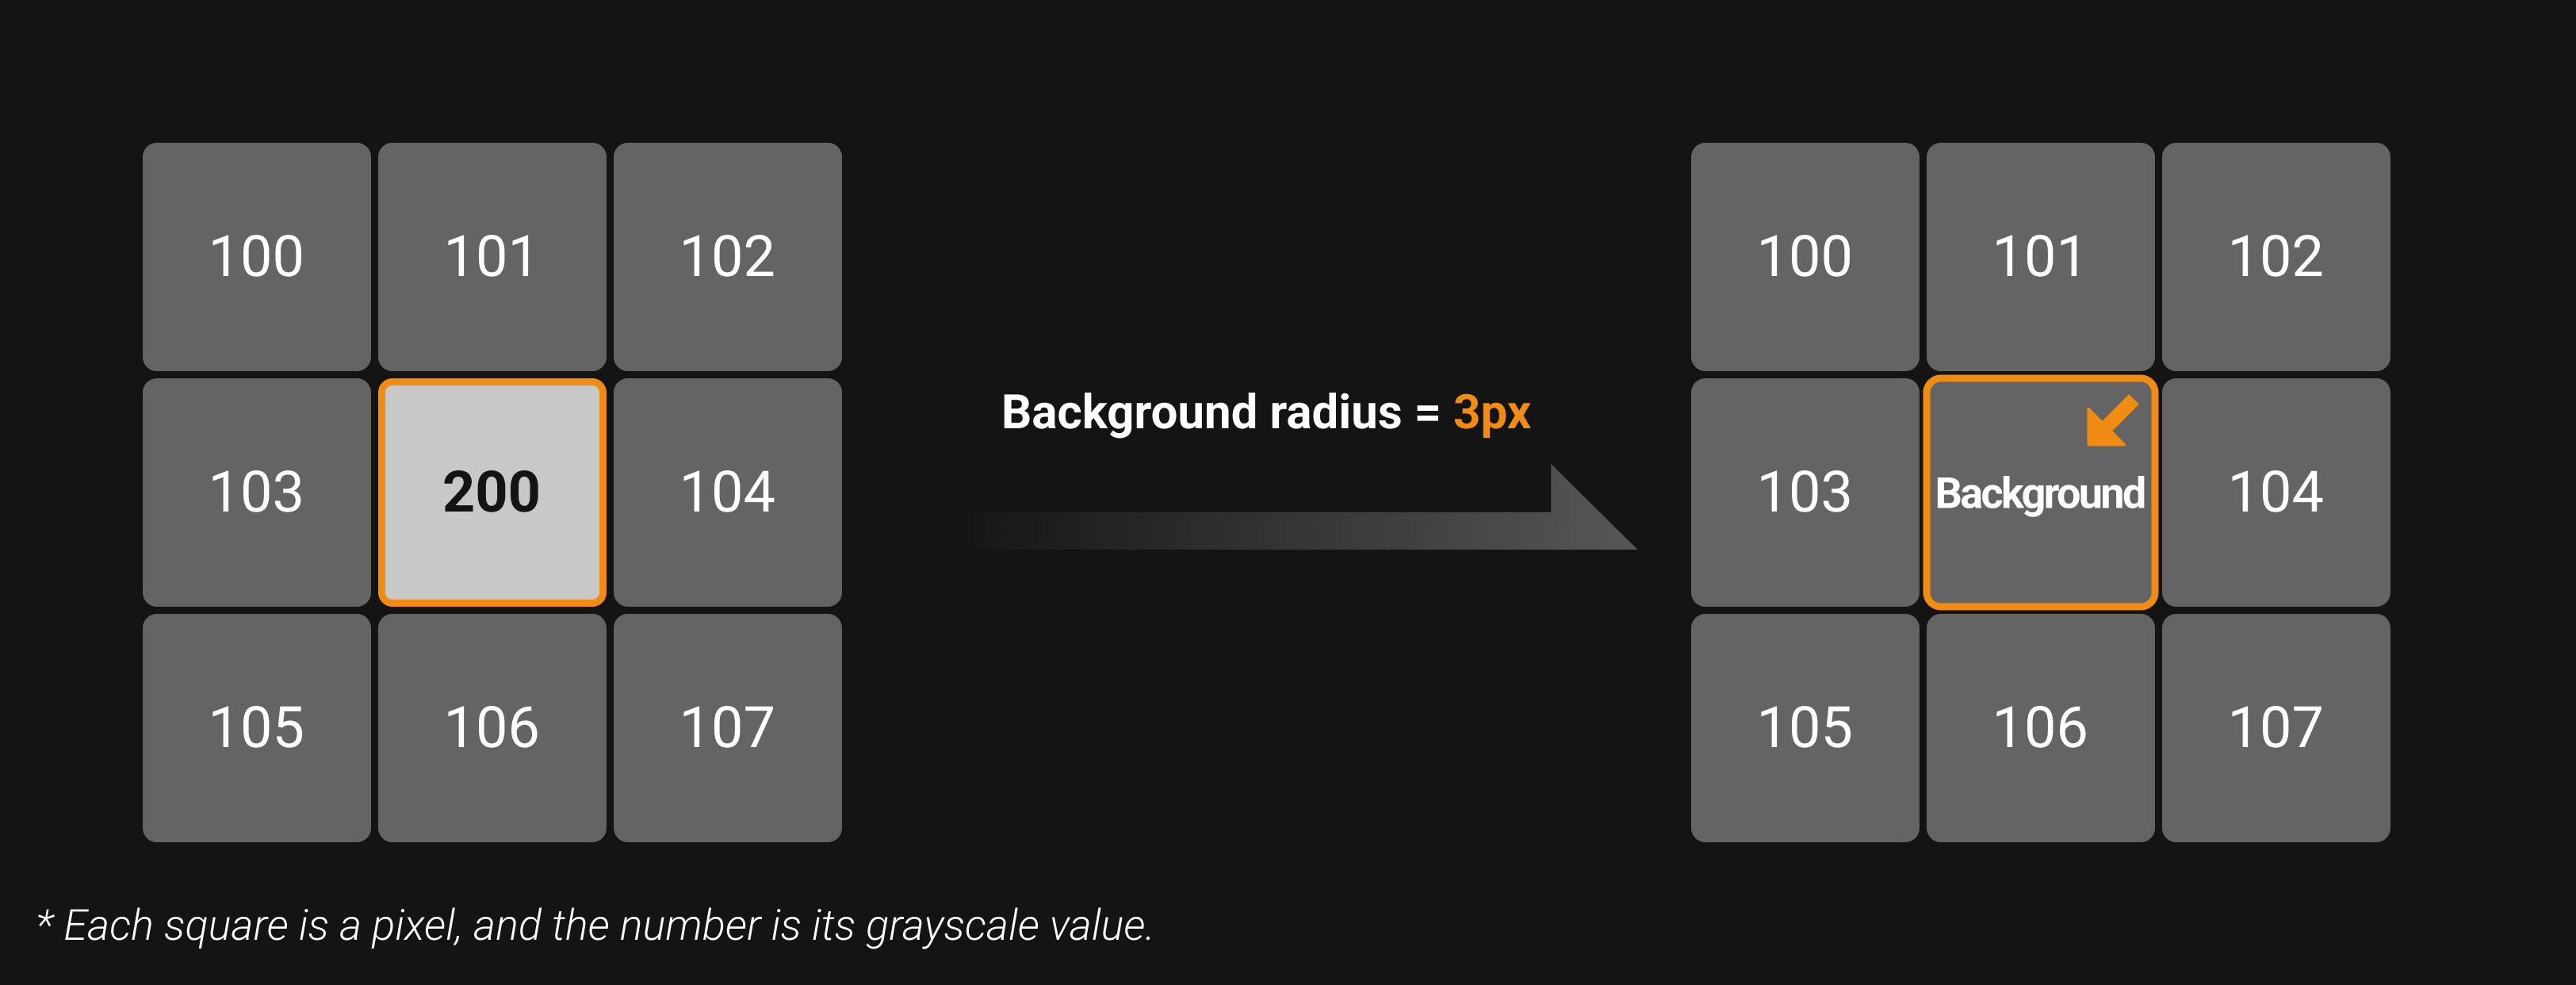 100 101 102 100 101 102
Background radius = 3px
103 200 104 103 Background 104
105 106 107 105 106 107
* Each square is a pixel, and the number is its grayscale value.